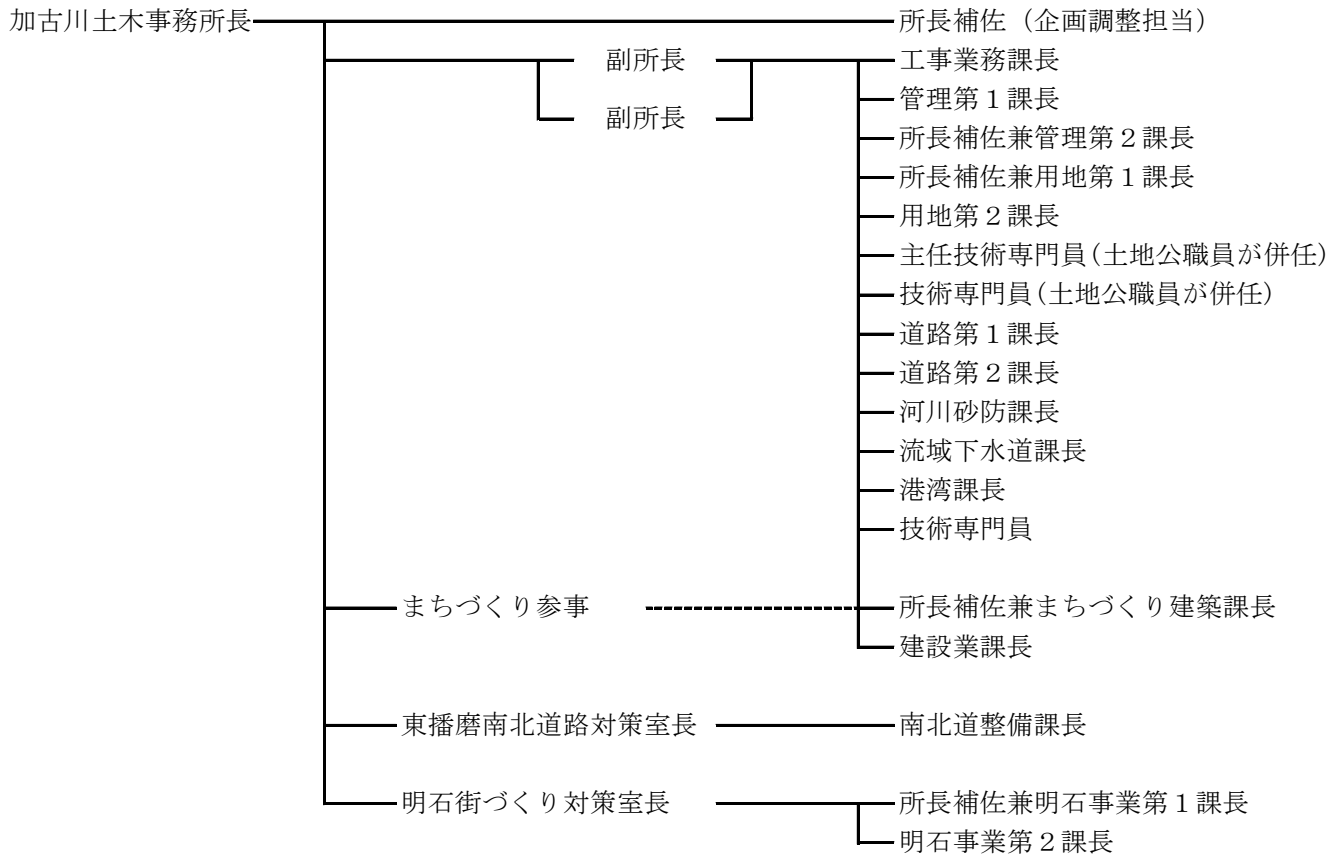 加古川土木事務所長 所長補佐（企画調整担当）
副所長 工事業務課長
管理第１課長
副所長
所長補佐兼管理第２課長
所長補佐兼用地第１課長
用地第２課長
主任技術専門員(土地公職員が併任)
技術専門員(土地公職員が併任)
道路第１課長
道路第２課長
河川砂防課長
流域下水道課長
港湾課長
技術専門員
まちづくり参事 所長補佐兼まちづくり建築課長
建設業課長
東播磨南北道路対策室長 南北道整備課長
明石街づくり対策室長 所長補佐兼明石事業第１課長
明石事業第２課長